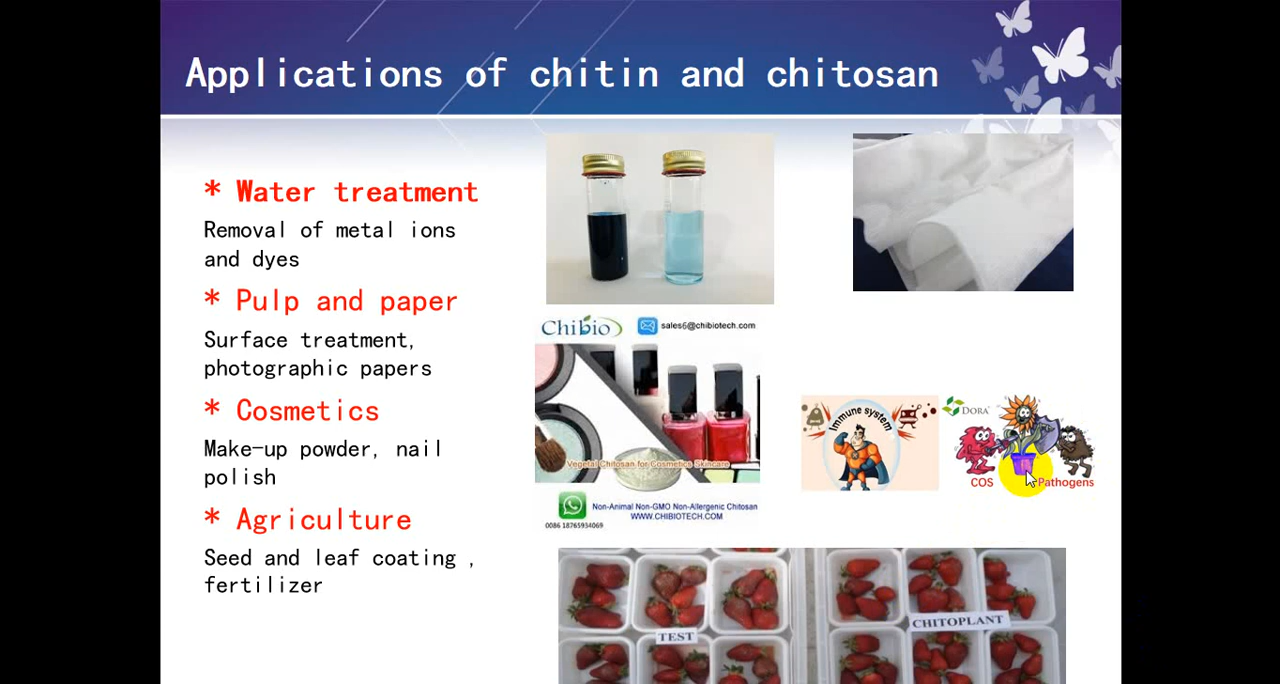 Applications of chitin and chitosan
* Water treatment
Removal of metal ions
and dyes
* Pulp and paper
Surface treatment,
photographic papers
* Cosmetics
Make-up powder, nail
polish
* Agriculture
Seed and leaf coating ,
fertilizer
Chibio
sales6@chibiotech.com
Vegetal Chitosan for Cosmetics Skincare
Non-Animal Non-GMO Non-Allergenic Chitosan
WWW.CHIBIOTECH.COM
0086 18765934069
Immune system
DORA
COS
Pathogens
TEST
CHITOPLANT